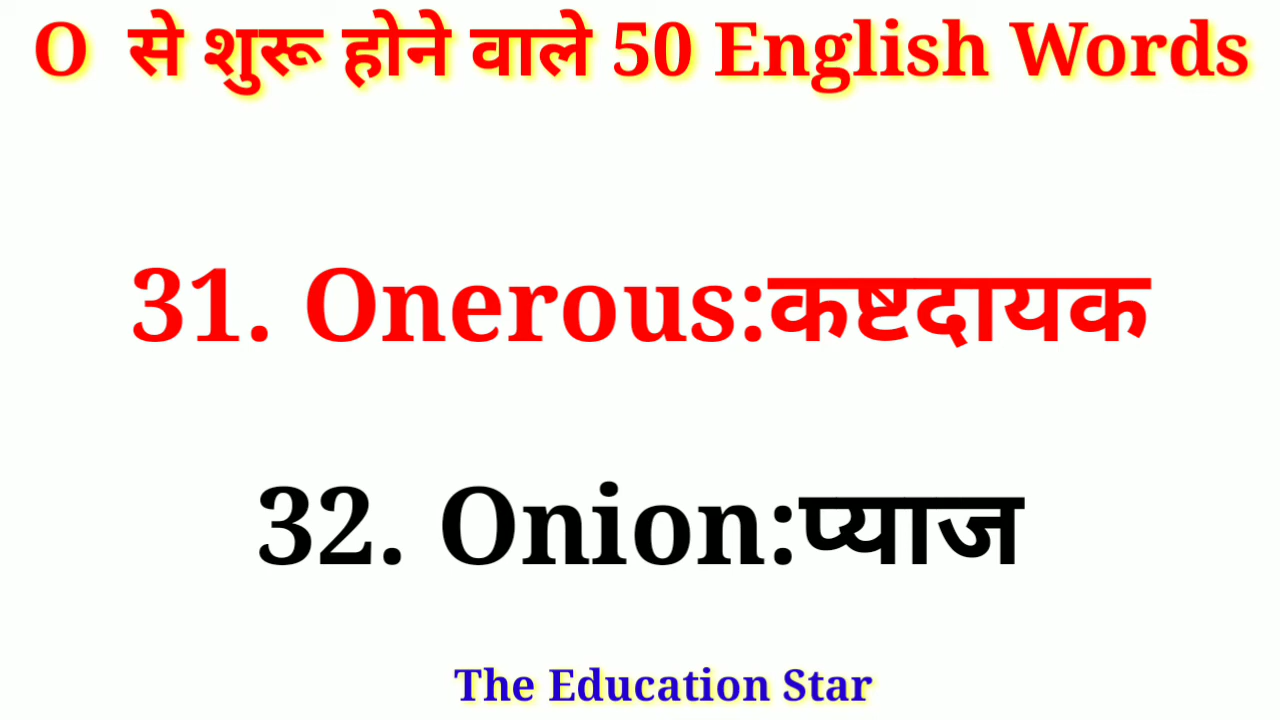 O से शुरू होने वाले 50 English Words
31. Onerous:कष्टदायक
32. Onion:प्याज
The Education Star